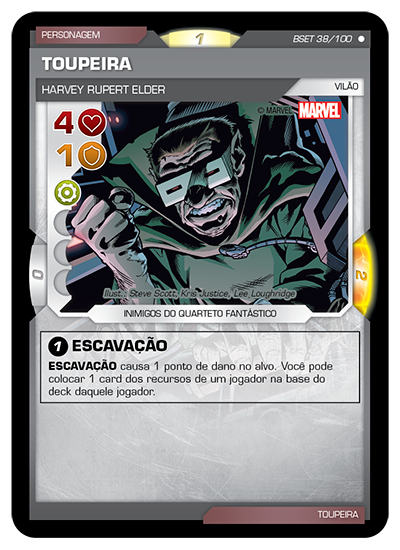 PERSONAGEM
1
BSET 38/100
TOUPEIRA
HARVEY RUPERT ELDER
VILÃO
© MARVEL
MARVEL
4
1
0
2
Ilust.: Steve Scott, Kris Justice, Lee Loughridge
INIMIGOS DO QUARTETO FANTÁSTICO
1 ESCAVAÇÃO
ESCAVAÇÃO causa 1 ponto de dano no alvo. Você pode
colocar 1 card dos recursos de um jogador na base do
deck daquele jogador.
TOUPEIRA